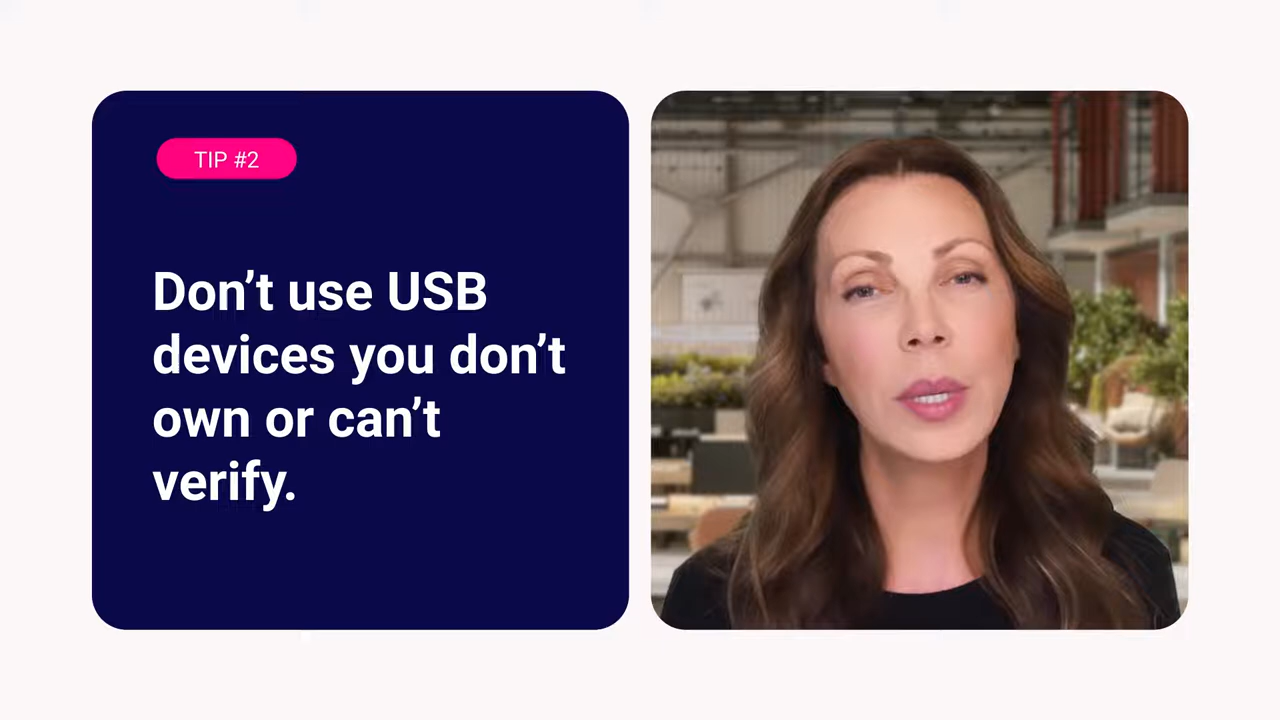 TIP #2
Don’t use USB
devices you don’t
own or can’t
verify.